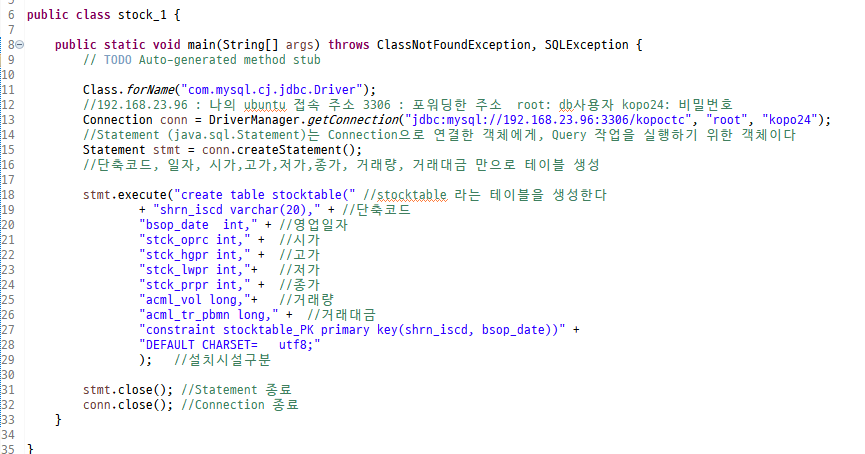 5
6 public class stock_1 {
7
8 public static void main(String[] args) throws ClassNotFoundException, SQLException {
9 // TODO Auto-generated method stub
10
11 Class.forName("com.mysql.cj.jdbc.Driver");
12 //192.168.23.96 : 나의 ubuntu 접속 주소 3306 : 포워딩한 주소 root: db사용자 kopo24: 비밀번호
13 Connection conn = DriverManager.getConnection("jdbc:mysql://192.168.23.96:3306/kopoctc", "root", "kopo24");
14 //Statement (java.sql.Statement)는 Connection으로 연결한 객체에게, Query 작업을 실행하기 위한 객체이다
15 Statement stmt = conn.createStatement();
16 //단축코드, 일자, 시가,고가,저가,종가, 거래량, 거래대금 만으로 테이블 생성
17
18 stmt.execute("create table stocktable(" //stocktable 라는 테이블을 생성한다
19 + "shrn_iscd varchar(20)," + //단축코드
20 "bsop_date  int," + //영업일자
21 "stck_oprc int," + //시가
22 "stck_hgpr int," + //고가
23 "stck_lwpr int,"+ //저가
24 "stck_prpr int," + //종가
25 "acml_vol long,"+ //거래량
26 "acml_tr_pbmn long," + //거래대금
27 "constraint stocktable_PK primary key(shrn_iscd, bsop_date))" +
28 "DEFAULT CHARSET=   utf8;"
29 ); //설치시설구분
30
31 stmt.close(); //Statement 종료
32 conn.close(); //Connection 종료
33 }
34
35 }